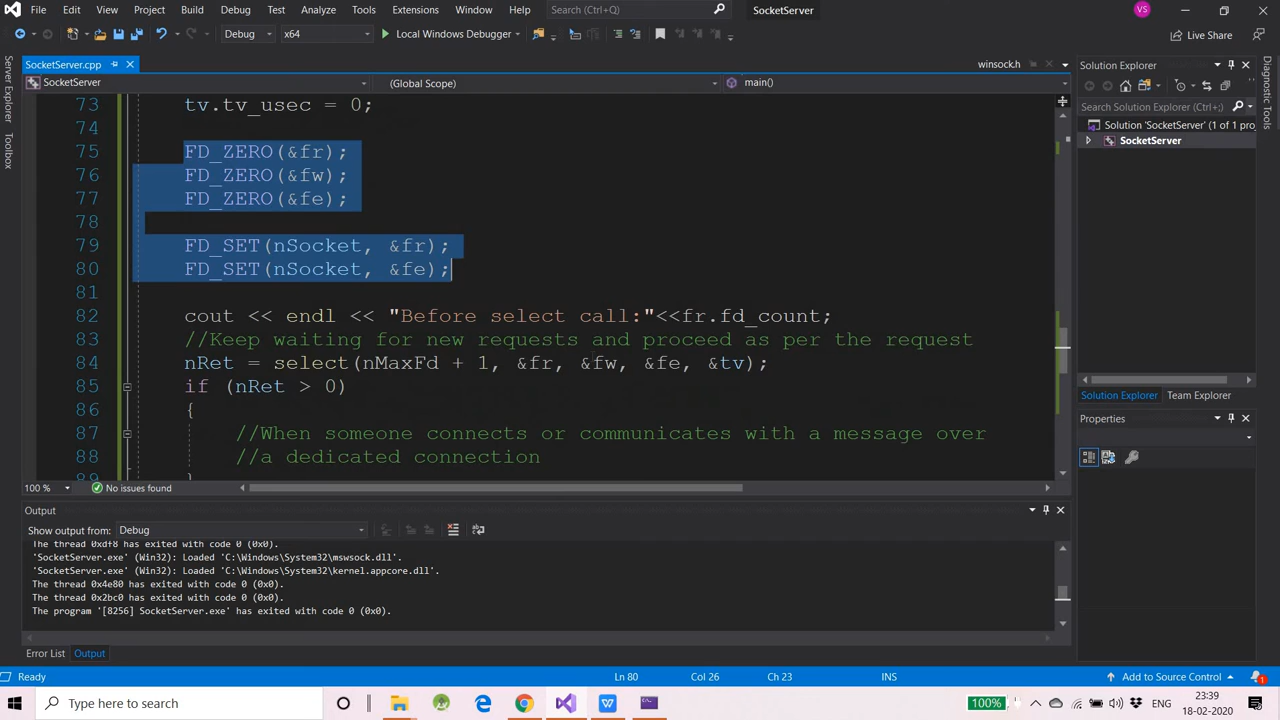 File Edit View Project Build Debug Test Analyze Tools Extensions Window Help Search (Ctrl+Q) SocketServer VS
Debug x64 Local Windows Debugger Live Share
SocketServer.cpp winsock.h
SocketServer (Global Scope) main()
Server Explorer
Toolbox
73 tv.tv_usec = 0;
74
75 FD_ZERO(&fr);
76 FD_ZERO(&fw);
77 FD_ZERO(&fe);
78
79 FD_SET(nSocket, &fr);
80 FD_SET(nSocket, &fe);
81
82 cout << endl << "Before select call:"<<fr.fd_count;
83 //Keep waiting for new requests and proceed as per the request
84 nRet = select(nMaxFd + 1, &fr, &fw, &fe, &tv);
85 if (nRet > 0)
86 {
87 //When someone connects or communicates with a message over
88 //a dedicated connection
89 }
100 % No issues found
Output
Show output from: Debug
The thread 0xdf8 has exited with code 0 (0x0).
'SocketServer.exe' (Win32): Loaded 'C:\Windows\System32\mswsock.dll'.
'SocketServer.exe' (Win32): Loaded 'C:\Windows\System32\kernel.appcore.dll'.
The thread 0x4e80 has exited with code 0 (0x0).
The thread 0x2bc0 has exited with code 0 (0x0).
The program '[8256] SocketServer.exe' has exited with code 0 (0x0).
Error List Output
Solution Explorer
Search Solution Explorer (Ctrl+;)
Solution 'SocketServer' (1 of 1 pro
SocketServer
Solution Explorer Team Explorer
Properties
Diagnostic Tools
Ready Ln 80 Col 26 Ch 23 INS Add to Source Control 1
Type here to search 100% ENG 23:39
18-02-2020